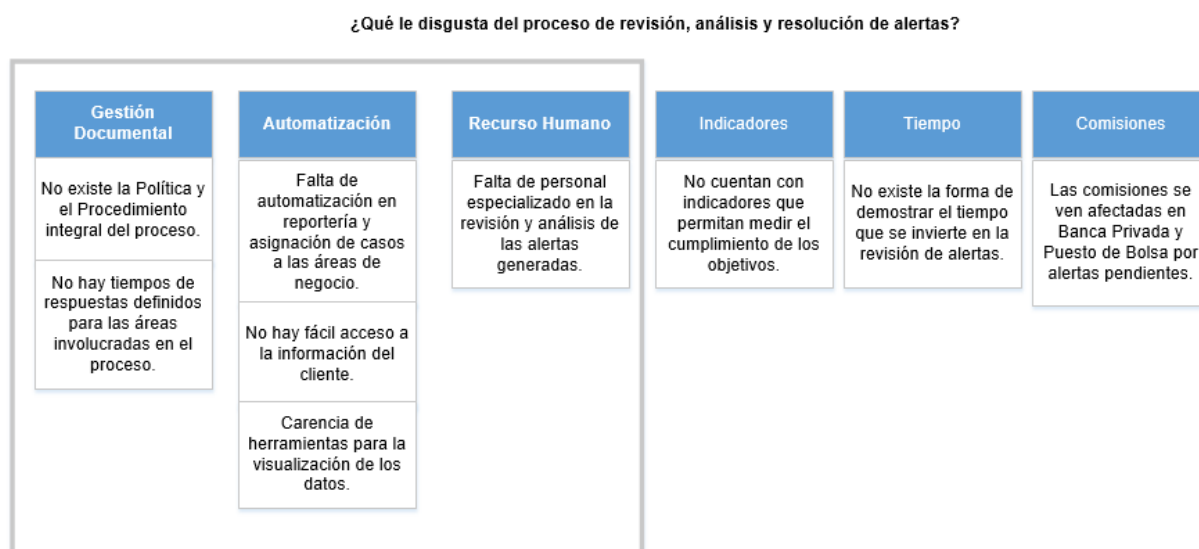 ¿Qué le disgusta del proceso de revisión, análisis y resolución de alertas?
Gestión
Documental
No existe la Política y
el Procedimiento
integral del proceso.
No hay tiempos de
respuestas definidos
para las áreas
involucradas en el
proceso.
Automatización
Falta de
automatización en
reportería y
asignación de casos
a las áreas de
negocio.
No hay fácil acceso a
la información del
cliente.
Carencia de
herramientas para la
visualización de los
datos.
Recurso Humano
Falta de personal
especializado en la
revisión y análisis de
las alertas
generadas.
Indicadores
No cuentan con
indicadores que
permitan medir el
cumplimiento de los
objetivos.
Tiempo
No existe la forma de
demostrar el tiempo
que se invierte en la
revisión de alertas.
Comisiones
Las comisiones se
ven afectadas en
Banca Privada y
Puesto de Bolsa por
alertas pendientes.